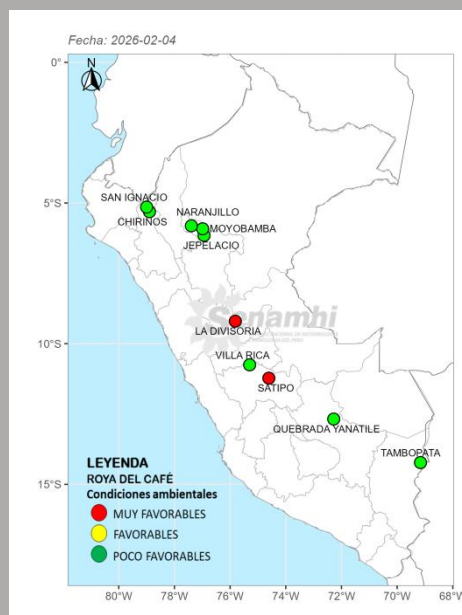 Fecha: 2026-02-04
N
0°
5°S
10°S
15°S
SAN IGNACIO
CHIRINOS
NARANJILLO
MOYOBAMBA
JEPELACIO
Senamhi
LA DIVISORIA
VILLA RICA
SATIPO
QUEBRADA YANATILE
TAMBOPATA
LEYENDA
ROYA DEL CAFÉ
Condiciones ambientales
MUY FAVORABLES
FAVORABLES
POCO FAVORABLES
80°W 78°W 76°W 74°W 72°W 70°W 68°W